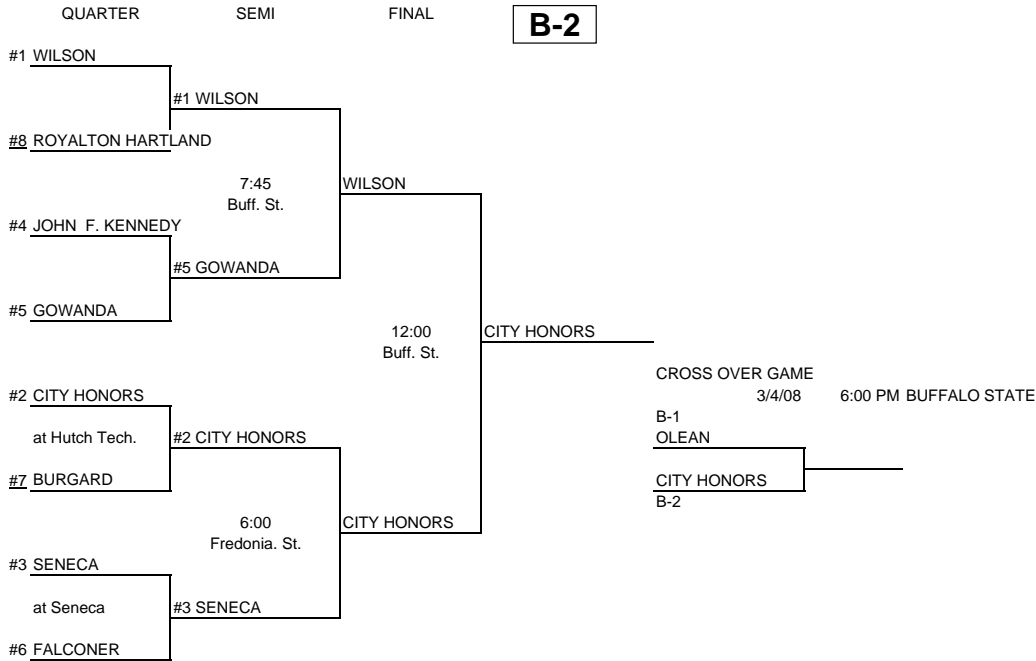 QUARTER SEMI FINAL
B-2
#1 WILSON
#1 WILSON
#8 ROYALTON HARTLAND
7:45
Buff. St.
WILSON
#4 JOHN F. KENNEDY
#5 GOWANDA
#5 GOWANDA
12:00
Buff. St.
CITY HONORS
CROSS OVER GAME
3/4/08 6:00 PM BUFFALO STATE
B-1
OLEAN
CITY HONORS
B-2
#2 CITY HONORS
at Hutch Tech.
#2 CITY HONORS
#7 BURGARD
6:00
Fredonia. St.
CITY HONORS
#3 SENECA
at Seneca
#3 SENECA
#6 FALCONER